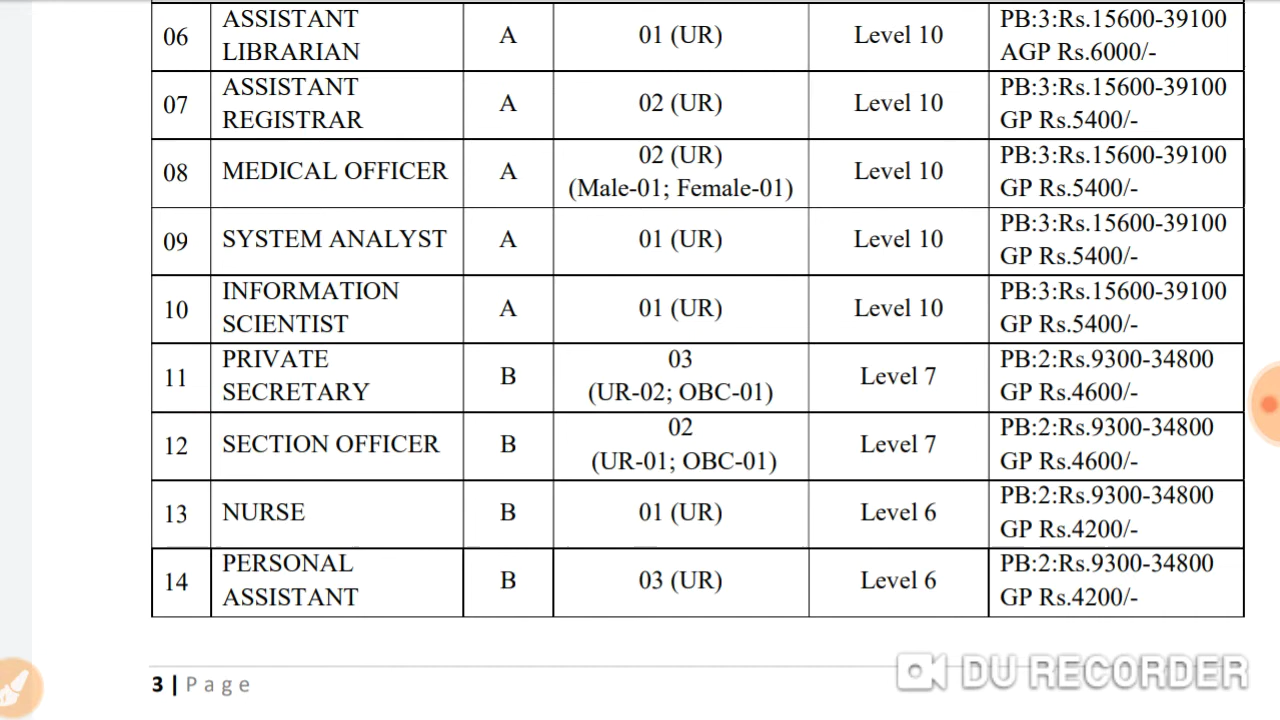 06 ASSISTANT LIBRARIAN A 01 (UR) Level 10 PB:3:Rs.15600-39100 AGP Rs.6000/-
07 ASSISTANT REGISTRAR A 02 (UR) Level 10 PB:3:Rs.15600-39100 GP Rs.5400/-
08 MEDICAL OFFICER A 02 (UR) (Male-01; Female-01) Level 10 PB:3:Rs.15600-39100 GP Rs.5400/-
09 SYSTEM ANALYST A 01 (UR) Level 10 PB:3:Rs.15600-39100 GP Rs.5400/-
10 INFORMATION SCIENTIST A 01 (UR) Level 10 PB:3:Rs.15600-39100 GP Rs.5400/-
11 PRIVATE SECRETARY B 03 (UR-02; OBC-01) Level 7 PB:2:Rs.9300-34800 GP Rs.4600/-
12 SECTION OFFICER B 02 (UR-01; OBC-01) Level 7 PB:2:Rs.9300-34800 GP Rs.4600/-
13 NURSE B 01 (UR) Level 6 PB:2:Rs.9300-34800 GP Rs.4200/-
14 PERSONAL ASSISTANT B 03 (UR) Level 6 PB:2:Rs.9300-34800 GP Rs.4200/-
3 | Page
DU RECORDER